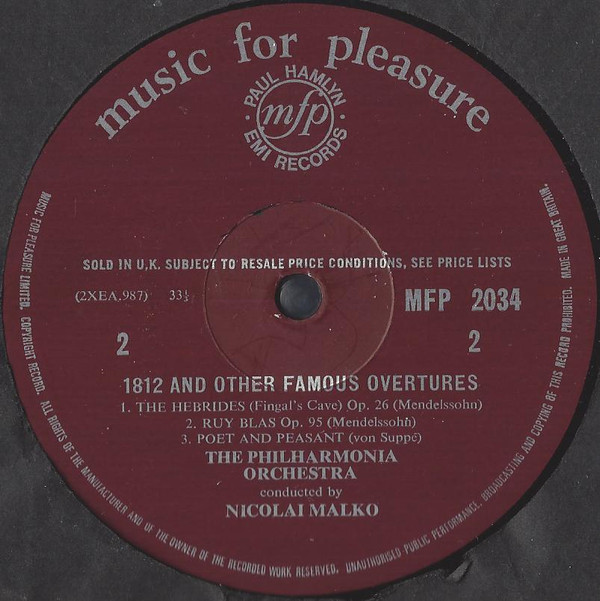 music for pleasure
PAUL HAMLYN
mfp
EMI RECORDS
SOLD IN U.K. SUBJECT TO RESALE PRICE CONDITIONS, SEE PRICE LISTS
(2XEA,987) 33⅓ MFP 2034
2 2
1812 AND OTHER FAMOUS OVERTURES
1. THE HEBRIDES (Fingal's Cave) Op. 26 (Mendelssohn)
2. RUY BLAS Op. 95 (Mendelssohn)
3. POET AND PEASANT (von Suppé)
THE PHILHARMONIA
ORCHESTRA
conducted by
NICOLAI MALKO
MUSIC FOR PLEASURE LIMITED. COPYRIGHT RECORD. ALL RIGHTS OF THE MANUFACTURER AND OF THE OWNER OF THE RECORDED WORK RESERVED. UNAUTHORISED PUBLIC PERFORMANCE, BROADCASTING AND COPYING OF THIS RECORD PROHIBITED. MADE IN GREAT BRITAIN.